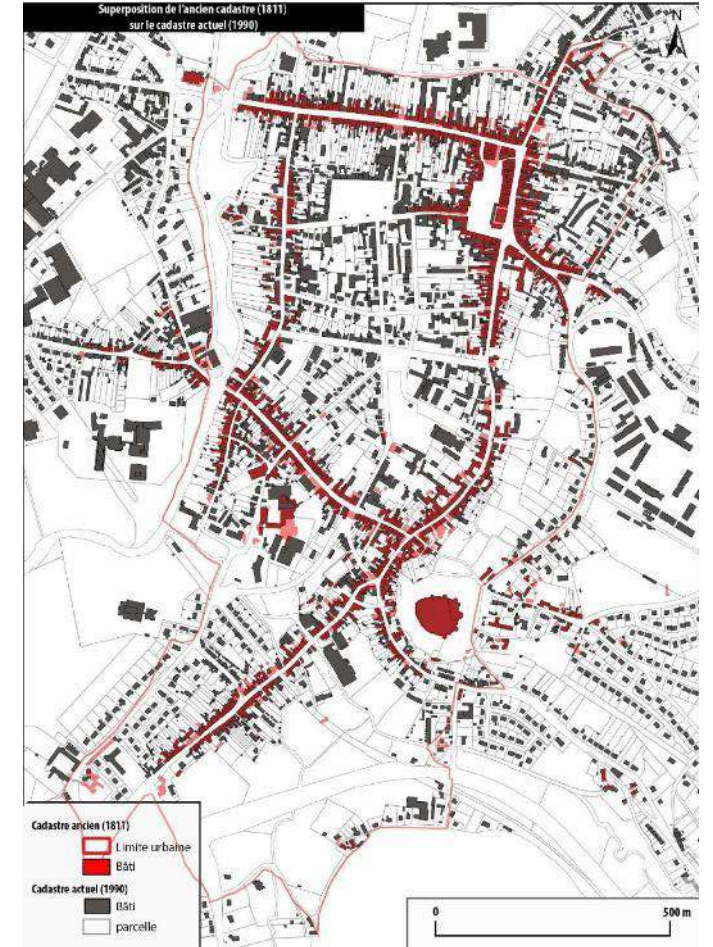 Superposition de l'ancien cadastre (1811)
sur le cadastre actuel (1990)
N
Cadastre ancien (1811)
Limite urbaine
Bâti
Cadastre actuel (1990)
Bâti
parcelle
0 500 m